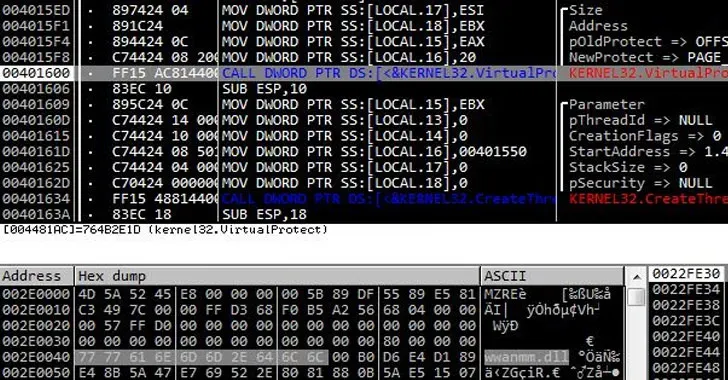 004015ED · 897424 04 MOV DWORD PTR SS:[LOCAL.17],ESI Size
004015F1 · 891C24 MOV DWORD PTR SS:[LOCAL.18],EBX Address
004015F4 · 894424 0C MOV DWORD PTR SS:[LOCAL.15],EAX pOldProtect => OFFS
004015F8 · C74424 08 200 MOV DWORD PTR SS:[LOCAL.16],20 NewProtect => PAGE_
00401600 · FF15 AC814400 CALL DWORD PTR DS:[<&KERNEL32.VirtualPro KERNEL32.VirtualPro
00401606 · 83EC 10 SUB ESP,10
00401609 · 895C24 0C MOV DWORD PTR SS:[LOCAL.15],EBX Parameter
0040160D · C74424 14 000 MOV DWORD PTR SS:[LOCAL.13],0 pThreadId => NULL
00401615 · C74424 10 000 MOV DWORD PTR SS:[LOCAL.14],0 CreationFlags => 0
0040161D · C74424 08 501 MOV DWORD PTR SS:[LOCAL.16],00401550 StartAddress => 1.4
00401625 · C74424 04 000 MOV DWORD PTR SS:[LOCAL.17],0 StackSize => 0
0040162D · C70424 000000 MOV DWORD PTR SS:[LOCAL.18],0 pSecurity => NULL
00401634 · FF15 48814400 CALL DWORD PTR DS:[<&KERNEL32.CreateThre KERNEL32.CreateThre
0040163A · 83EC 18 SUB ESP,18
[004481AC]=764B2E1D (kernel32.VirtualProtect)
Address Hex dump ASCII 0022FE30
002E0000 4D 5A 52 45 E8 00 00 00 00 5B 89 DF 55 89 E5 81 MZREè [‰ßU‰å 0022FE34
002E0010 C3 49 7C 00 00 FF D3 68 F0 B5 A2 56 68 04 00 00 ÃI| ÿÓhðµ¢Vh 0022FE38
002E0020 00 57 FF D0 00 00 00 00 00 00 00 00 00 00 00 00 WÿÐ 0022FE3C
002E0030 00 00 00 00 00 00 00 00 00 00 00 00 80 00 00 00 € 0022FE40
002E0040 77 77 61 6E 6D 6D 2E 64 6C 6C 00 B0 D6 E4 D1 89 wwanmm.dll °ÖäÑ‰ 0022FE44
E4 8B 5A 47 E7 69 52 2E 80 81 88 0B 5A E5 15 07 0022FE48